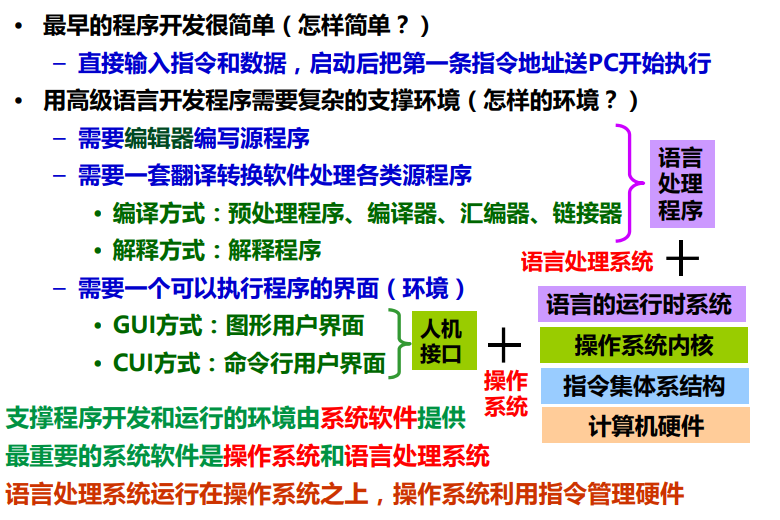 • 最早的程序开发很简单（怎样简单？）
– 直接输入指令和数据，启动后把第一条指令地址送PC开始执行
• 用高级语言开发程序需要复杂的支撑环境（怎样的环境？）
– 需要编辑器编写源程序
– 需要一套翻译转换软件处理各类源程序
• 编译方式：预处理程序、编译器、汇编器、链接器
• 解释方式：解释程序
语言
处理
程序
语言处理系统
+
– 需要一个可以执行程序的界面（环境）
• GUI方式：图形用户界面
• CUI方式：命令行用户界面
人机
接口
+
操作
系统
语言的运行时系统
操作系统内核
指令集体系结构
计算机硬件
支撑程序开发和运行的环境由系统软件提供
最重要的系统软件是操作系统和语言处理系统
语言处理系统运行在操作系统之上，操作系统利用指令管理硬件